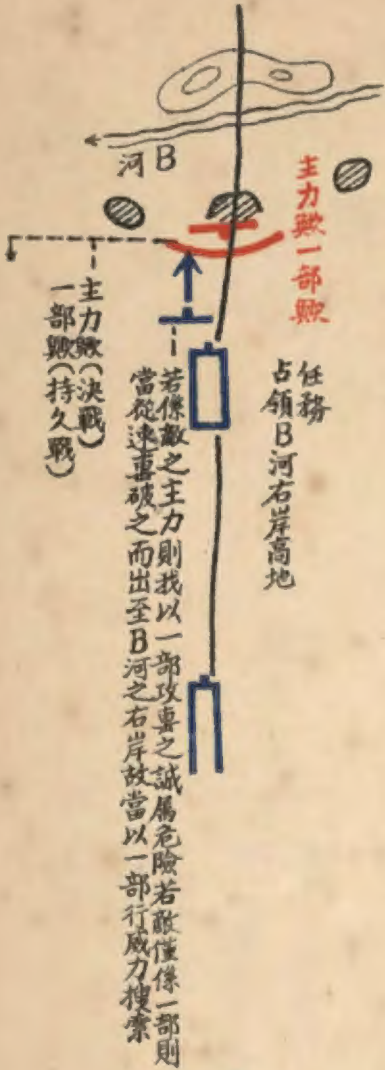 B河
主力歟一部歟
任務
占領B河右岸高地
若係敵之主力則我以一部攻擊之誠屬危險若敵僅係一部則
當從速擊破之而出至B河之右岸故當以一部行威力搜索
主力歟(決戰)
一部歟(持久戰)